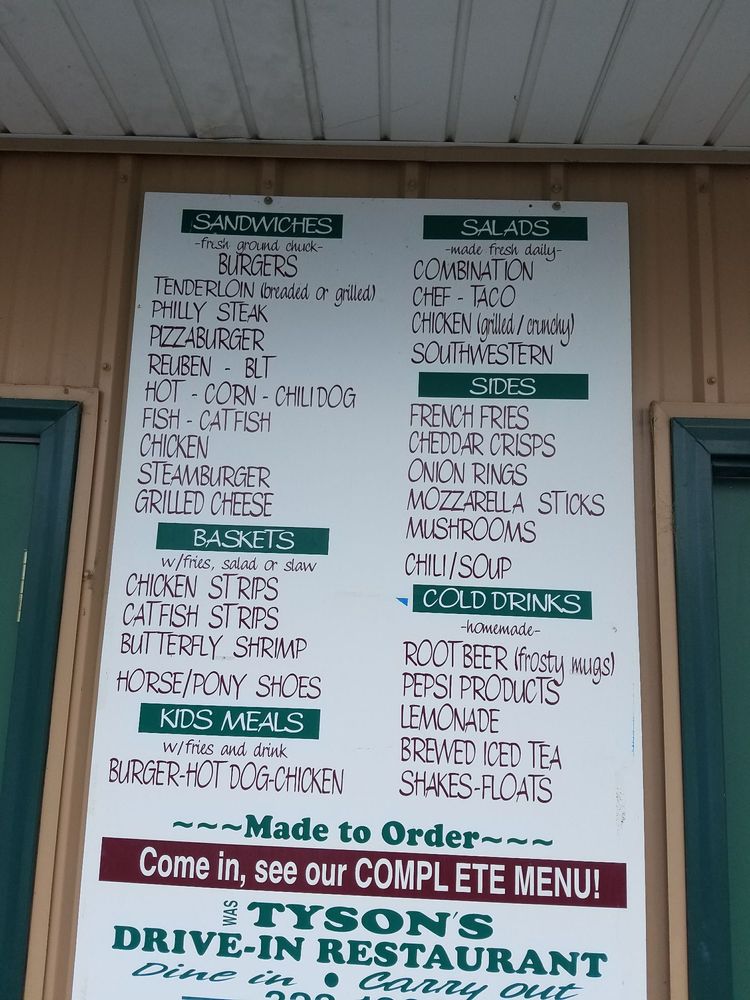 SANDWICHES
-fresh ground chuck-
BURGERS
TENDERLOIN (breaded or grilled)
PHILLY STEAK
PIZZABURGER
REUBEN - BLT
HOT - CORN - CHILIDOG
FISH - CATFISH
CHICKEN
STEAMBURGER
GRILLED CHEESE
BASKETS
w/fries, salad or slaw
CHICKEN STRIPS
CATFISH STRIPS
BUTTERFLY SHRIMP
HORSE/PONY SHOES
KIDS MEALS
w/fries and drink
BURGER-HOT DOG-CHICKEN
SALADS
-made fresh daily-
COMBINATION
CHEF - TACO
CHICKEN (grilled/crunchy)
SOUTHWESTERN
SIDES
FRENCH FRIES
CHEDDAR CRISPS
ONION RINGS
MOZZARELLA STICKS
MUSHROOMS
CHILI/SOUP
COLD DRINKS
-homemade-
ROOT BEER (frosty mugs)
PEPSI PRODUCTS
LEMONADE
BREWED ICED TEA
SHAKES-FLOATS
~~~Made to Order~~~
Come in, see our COMPLETE MENU!
WAS TYSON'S
DRIVE-IN RESTAURANT
Dine in • Carry out